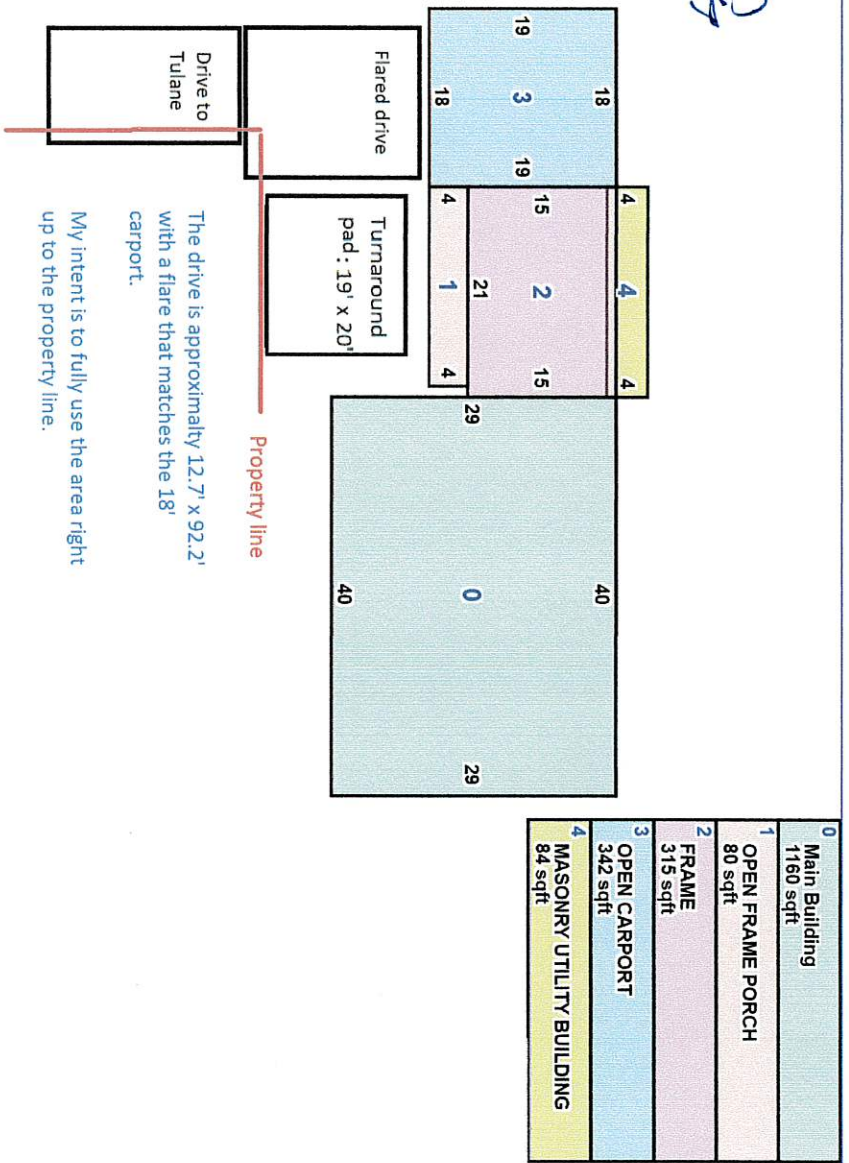 0
Main Building
1160 sqft
1
OPEN FRAME PORCH
80 sqft
2
FRAME
315 sqft
3
OPEN CARPORT
342 sqft
4
MASONRY UTILITY BUILDING
84 sqft
4 4 4
18 40
15 2 15
19 3 19
21 29 0 29
18 4 1 4
40
Flared drive
Turnaround
pad : 19' x 20'
Property line
Drive to
Tulane
The drive is approximalty 12.7' x 92.2'
with a flare that matches the 18'
carport.
My intent is to fully use the area right
up to the property line.